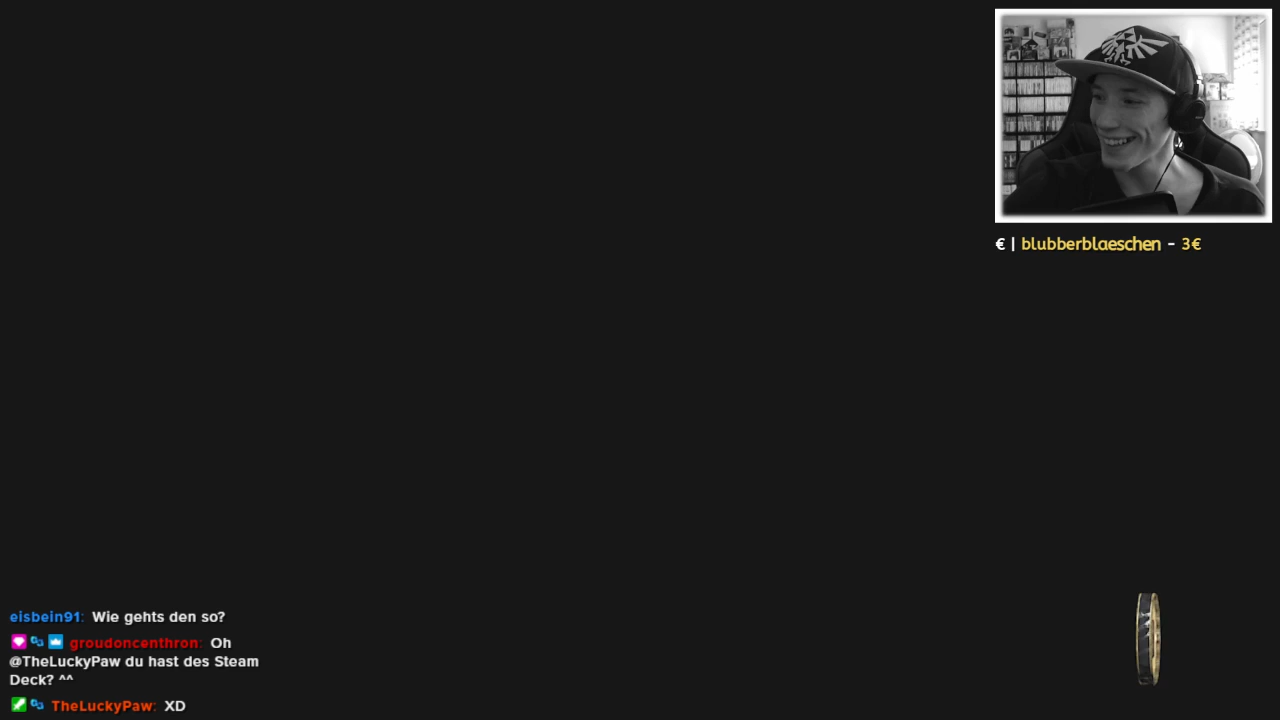 € | blubberblaeschen - 3€
eisbein91: Wie gehts den so?
groudoncenthron: Oh
@TheLuckyPaw du hast des Steam
Deck? ^^
TheLuckyPaw: XD